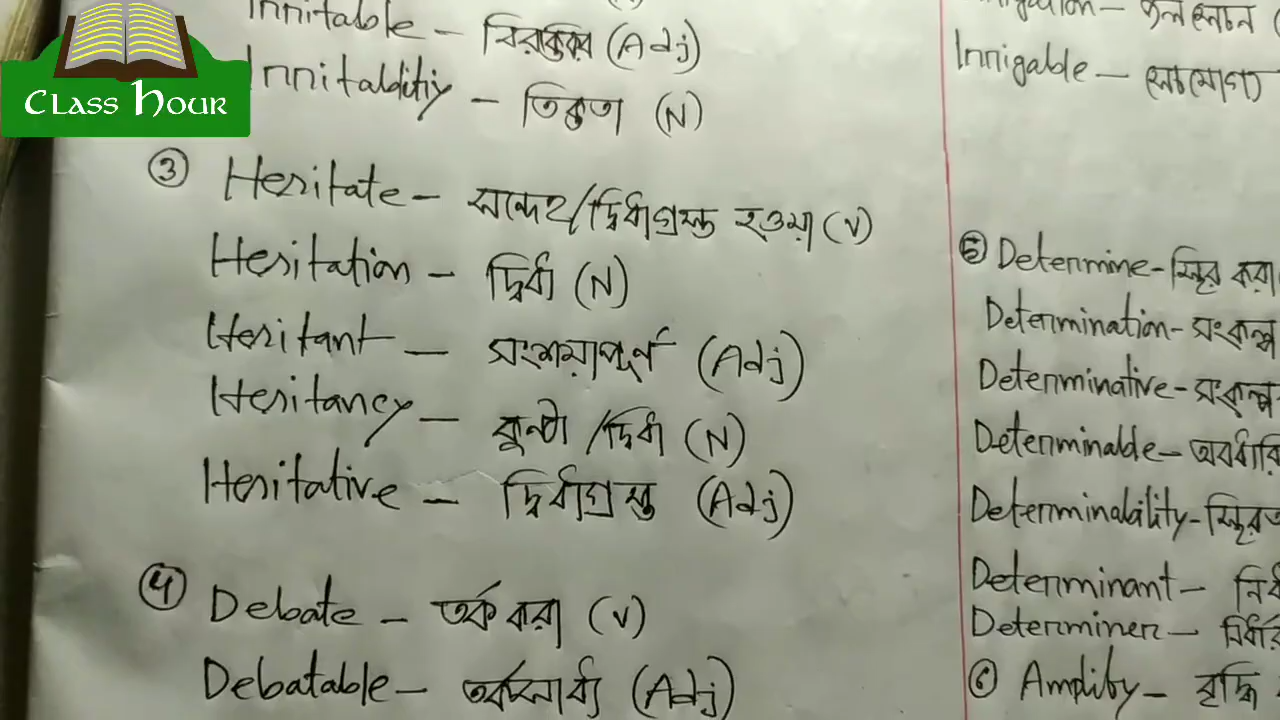 CLASS HOUR
Irritable – বিরক্তিকর (Adj)
Irritability – তিক্ততা (N)
③ Hesitate – সন্দেহ/দ্বিধাগ্রস্ত হওয়া (V)
Hesitation – দ্বিধা (N)
Hesitant – সংশয়াপূর্ণ (Adj)
Hesitancy – কুন্ঠা /দ্বিধা (N)
Hesitative – দ্বিধাগ্রস্ত (Adj)
④ Debate – তর্ক করা (V)
Debatable – (Adj)
Irrigable – সেচযোগ্য
⑤ Determine - স্থির করা
Determination - সংকল্প
Determinative - সংকল্প
Determinable –
Determinability -
Determinant –
Determiner –
⑥ Amplify – বৃদ্ধি